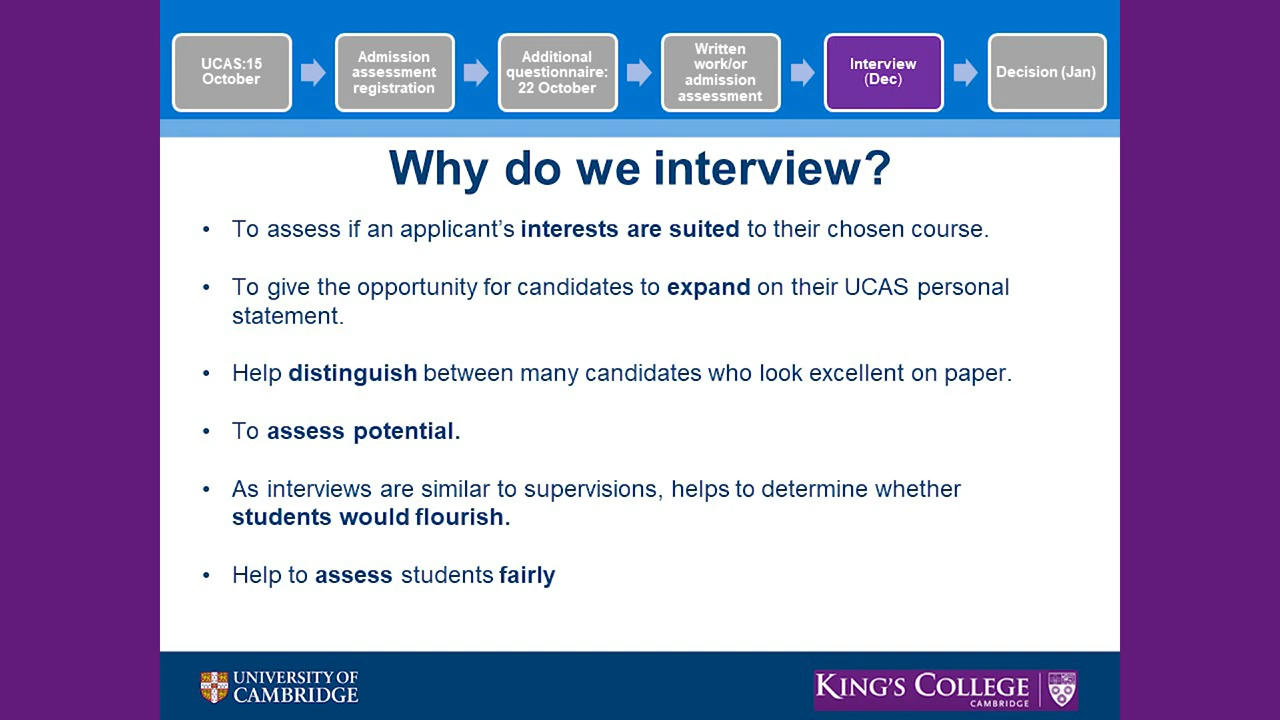 UCAS:15
October
Admission
assessment
registration
Additional
questionnaire:
22 October
Written
work/or
admission
assessment
Interview
(Dec)
Decision (Jan)
Why do we interview?
• To assess if an applicant’s interests are suited to their chosen course.
• To give the opportunity for candidates to expand on their UCAS personal
statement.
• Help distinguish between many candidates who look excellent on paper.
• To assess potential.
• As interviews are similar to supervisions, helps to determine whether
students would flourish.
• Help to assess students fairly
UNIVERSITY OF
CAMBRIDGE
KING'S COLLEGE
CAMBRIDGE